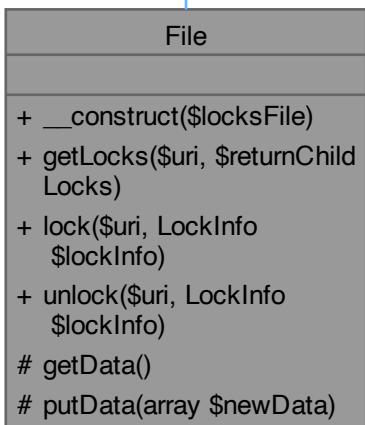 File
+ __construct($locksFile)
+ getLocks($uri, $returnChild
Locks)
+ lock($uri, LockInfo
$lockInfo)
+ unlock($uri, LockInfo
$lockInfo)
# getData()
# putData(array $newData)